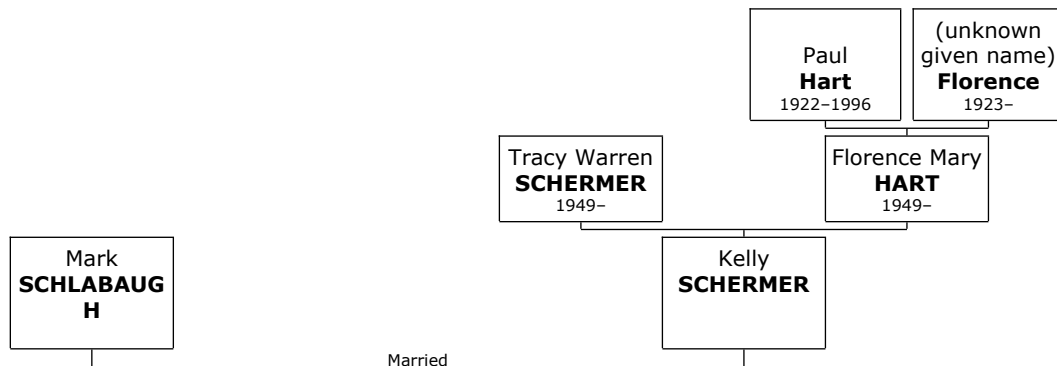 Paul
Hart
1922–1996
(unknown
given name)
Florence
1923–
Tracy Warren
SCHERMER
1949–
Florence Mary
HART
1949–
Mark
SCHLABAUG
H
Kelly
SCHERMER
Married